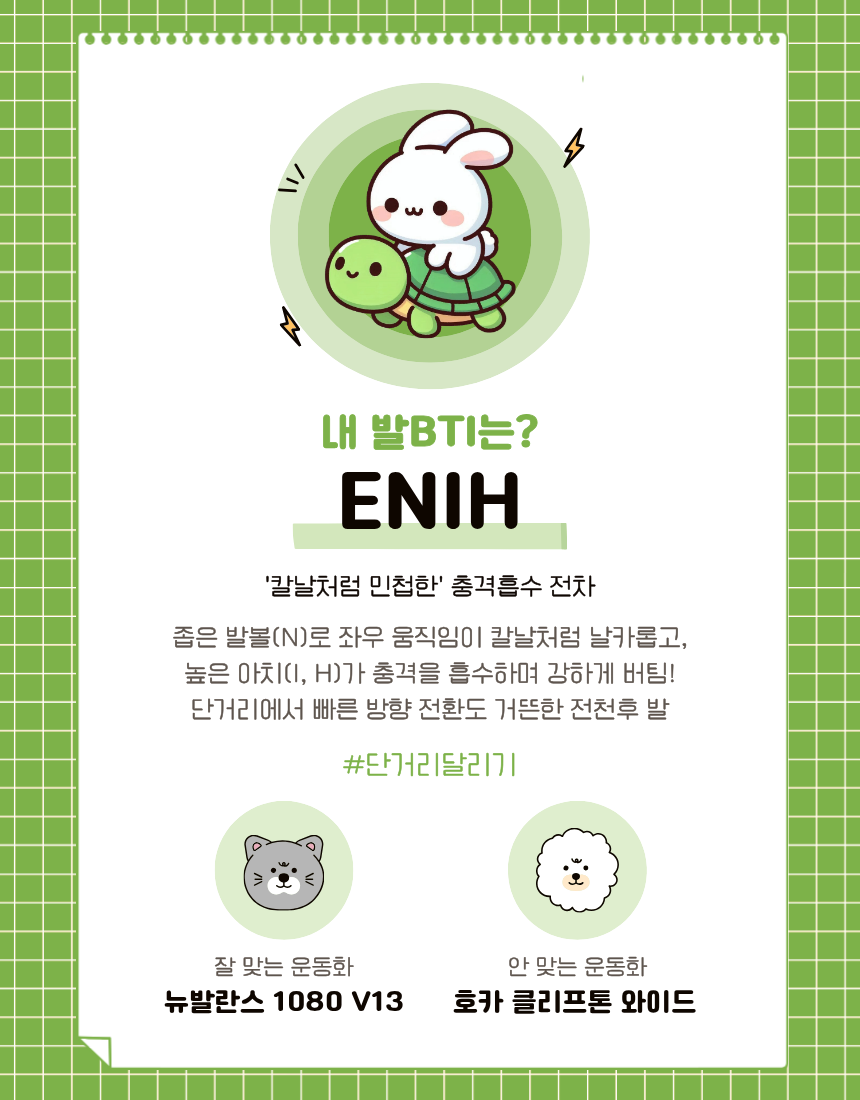 내 발BTI는?
ENIH
'칼날처럼 민첩한' 충격흡수 전차
좁은 발볼(N)로 좌우 움직임이 칼날처럼 날카롭고,
높은 아치(I, H)가 충격을 흡수하며 강하게 버팀!
단거리에서 빠른 방향 전환도 거뜬한 전천후 발
#단거리달리기
잘 맞는 운동화
뉴발란스 1080 V13
안 맞는 운동화
호카 클리프톤 와이드